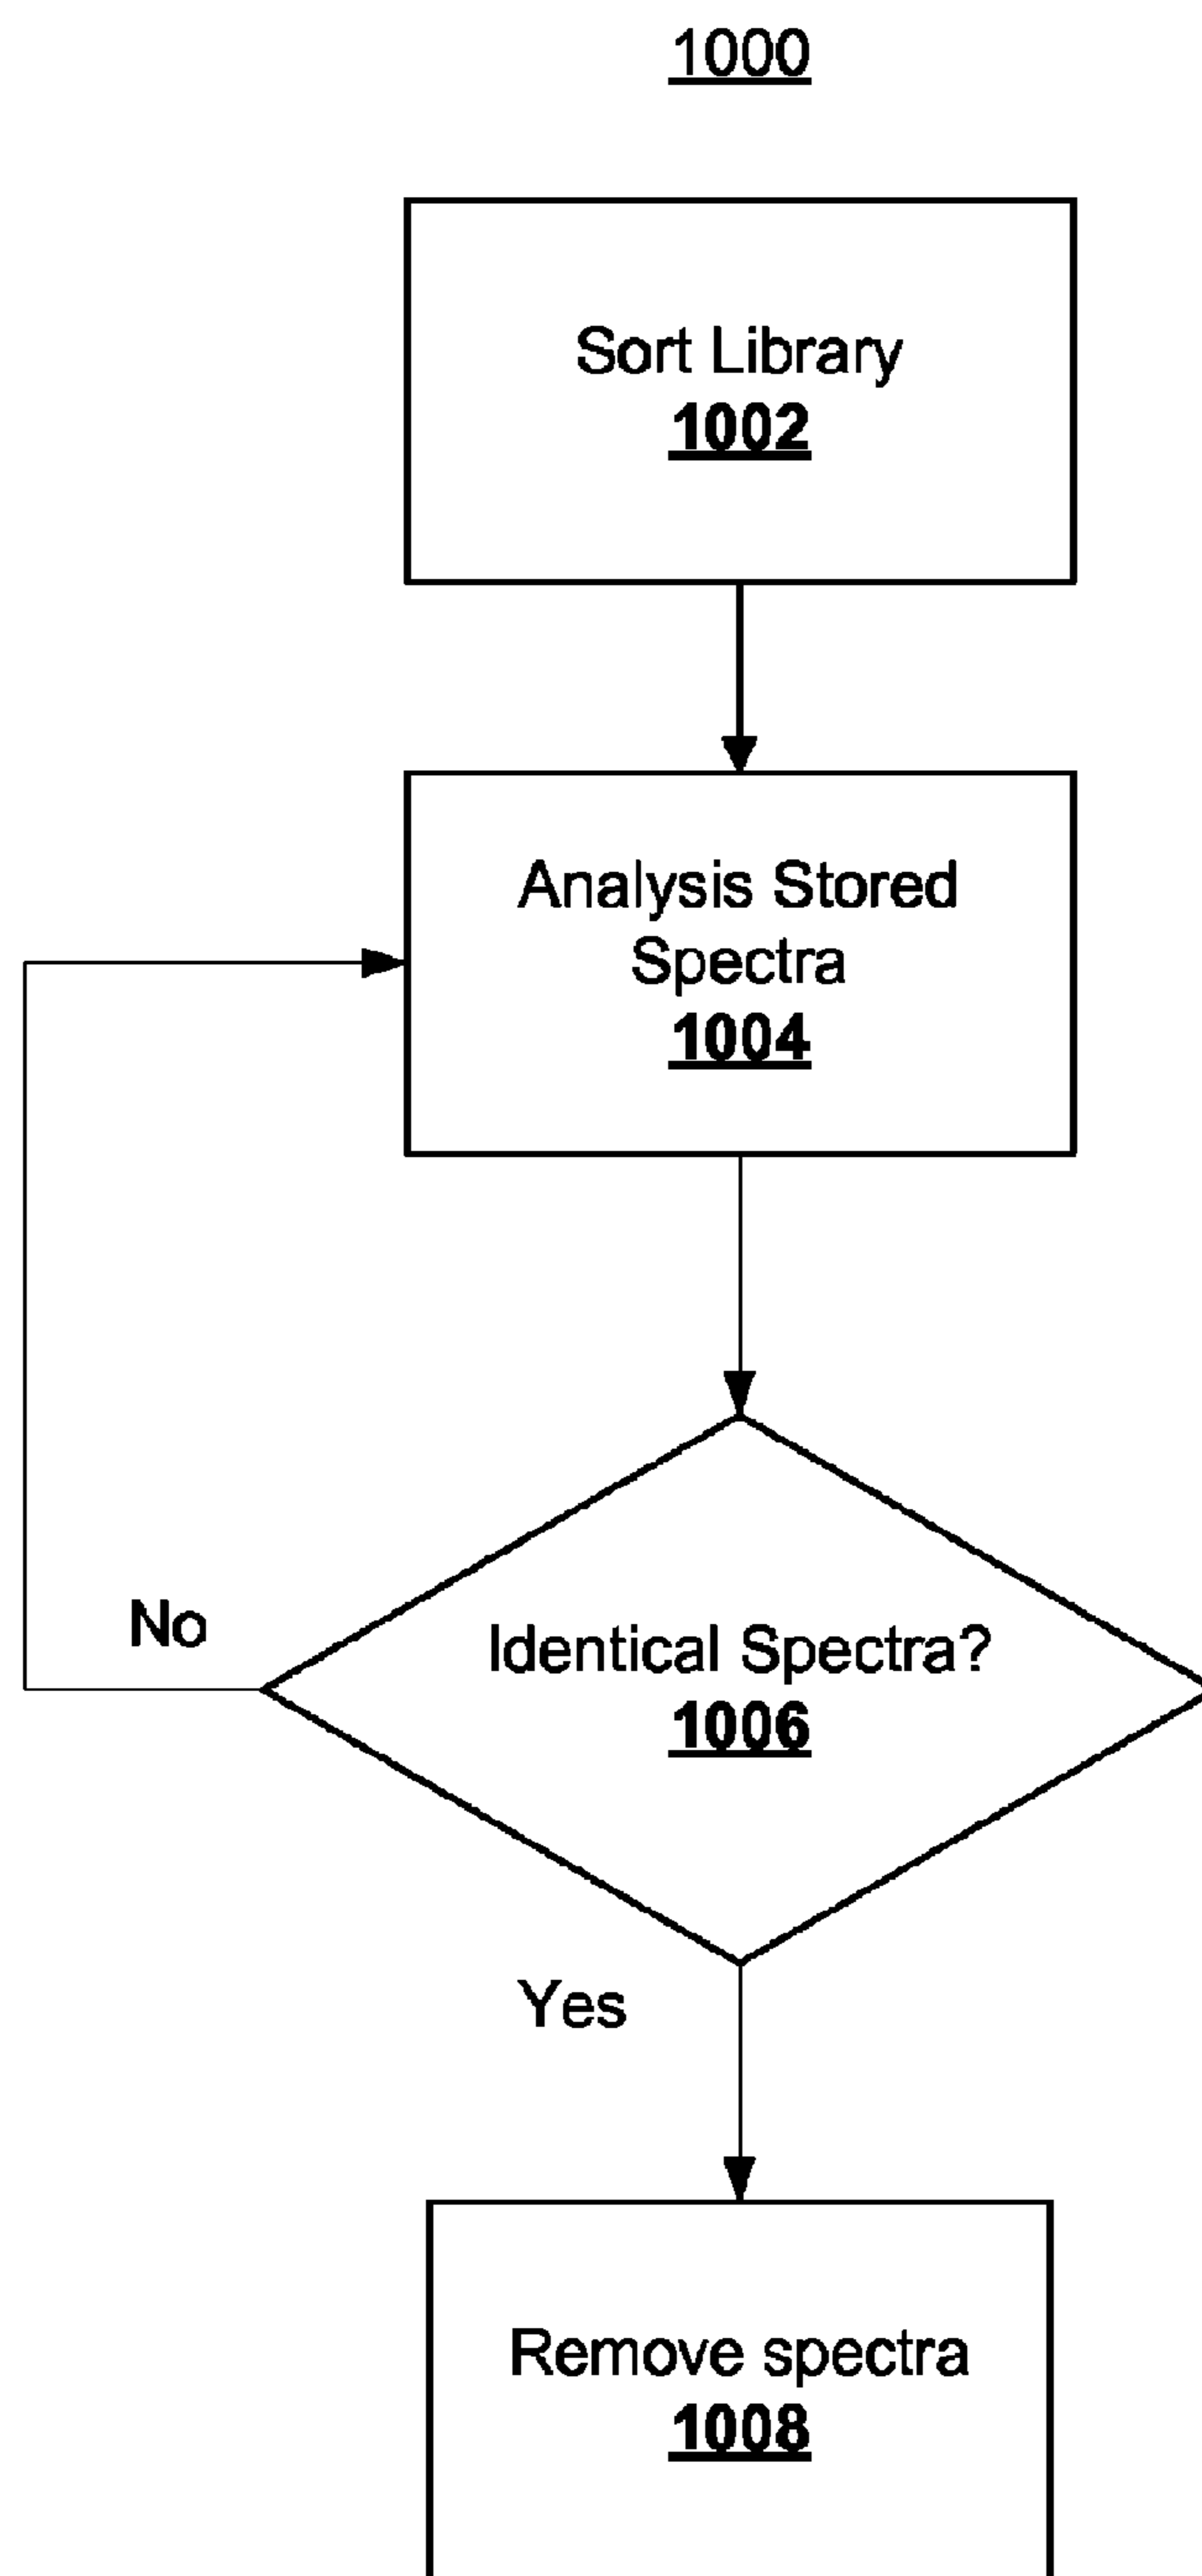 1000
Sort Library
1002
Analysis Stored
Spectra
1004
No
Identical Spectra?
1006
Yes
Remove spectra
1008